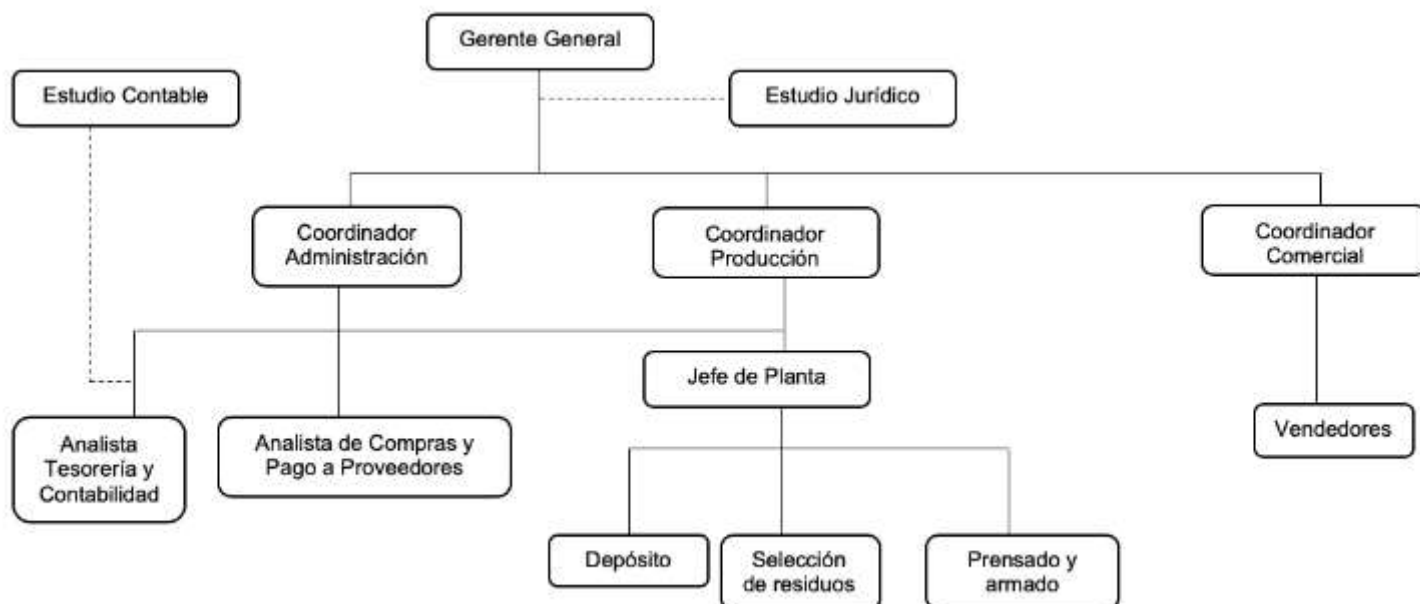 Gerente General
Estudio Contable
Estudio Jurídico
Coordinador
Administración
Coordinador
Producción
Coordinador
Comercial
Jefe de Planta
Analista
Tesorería y
Contabilidad
Analista de Compras y
Pago a Proveedores
Vendedores
Depósito
Selección
de residuos
Prensado y
armado